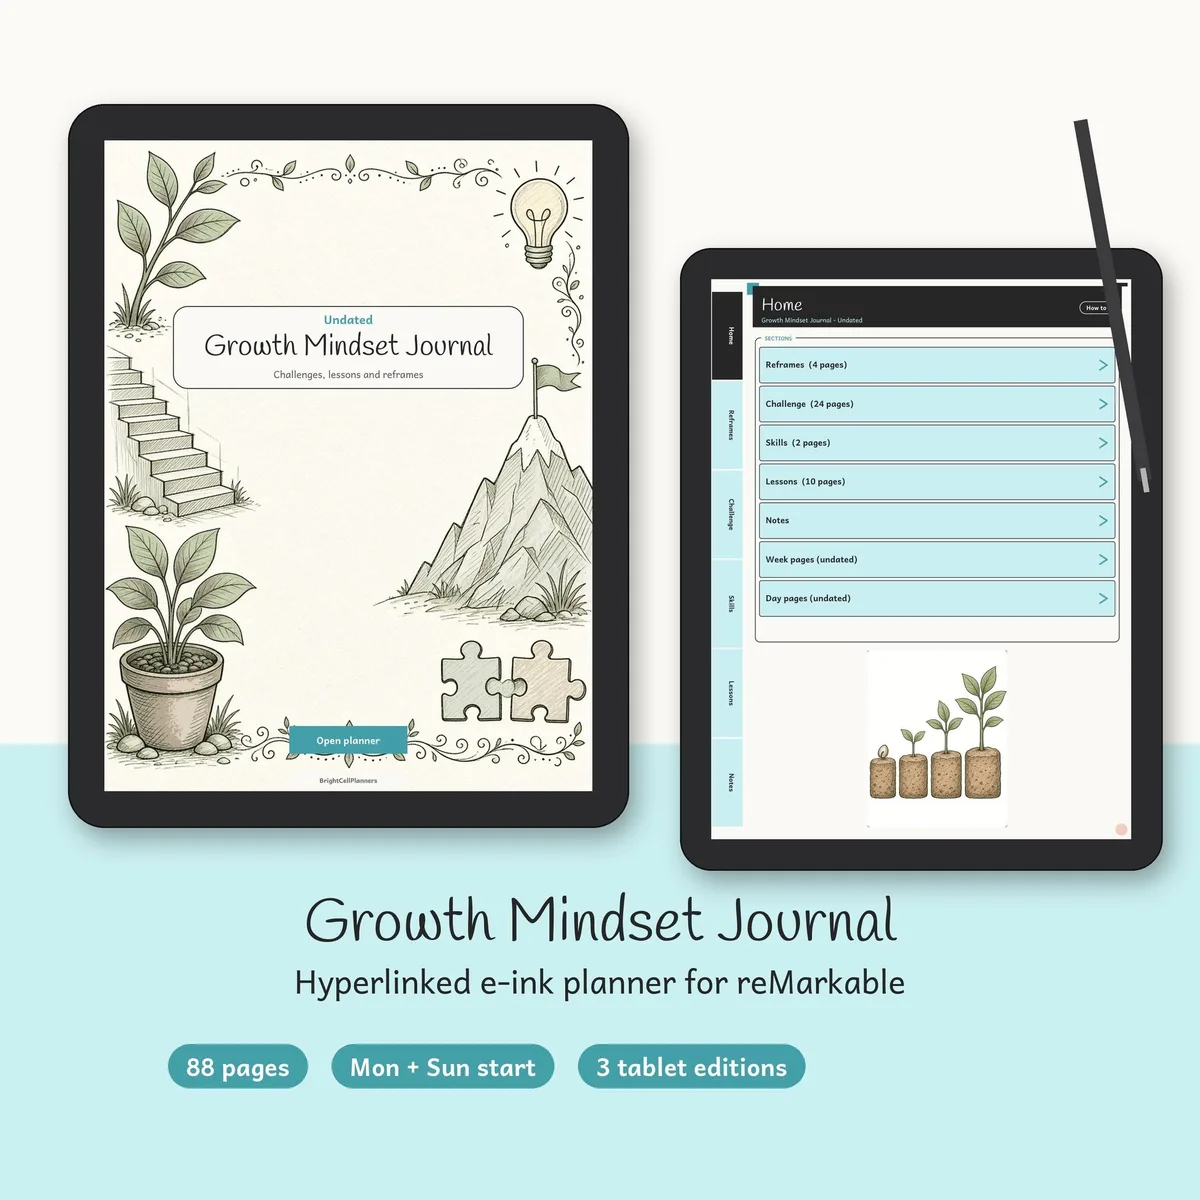 Undated
Growth Mindset Journal
Challenges, lessons and reframes
Open planner
BrightCellPlanners
Home
Growth Mindset Journal - Undated
How to
Home
Reframes
Challenge
Skills
Lessons
Notes
SECTIONS
Reframes (4 pages)
Challenge (24 pages)
Skills (2 pages)
Lessons (10 pages)
Notes
Week pages (undated)
Day pages (undated)
Growth Mindset Journal
Hyperlinked e-ink planner for reMarkable
88 pages
Mon + Sun start
3 tablet editions